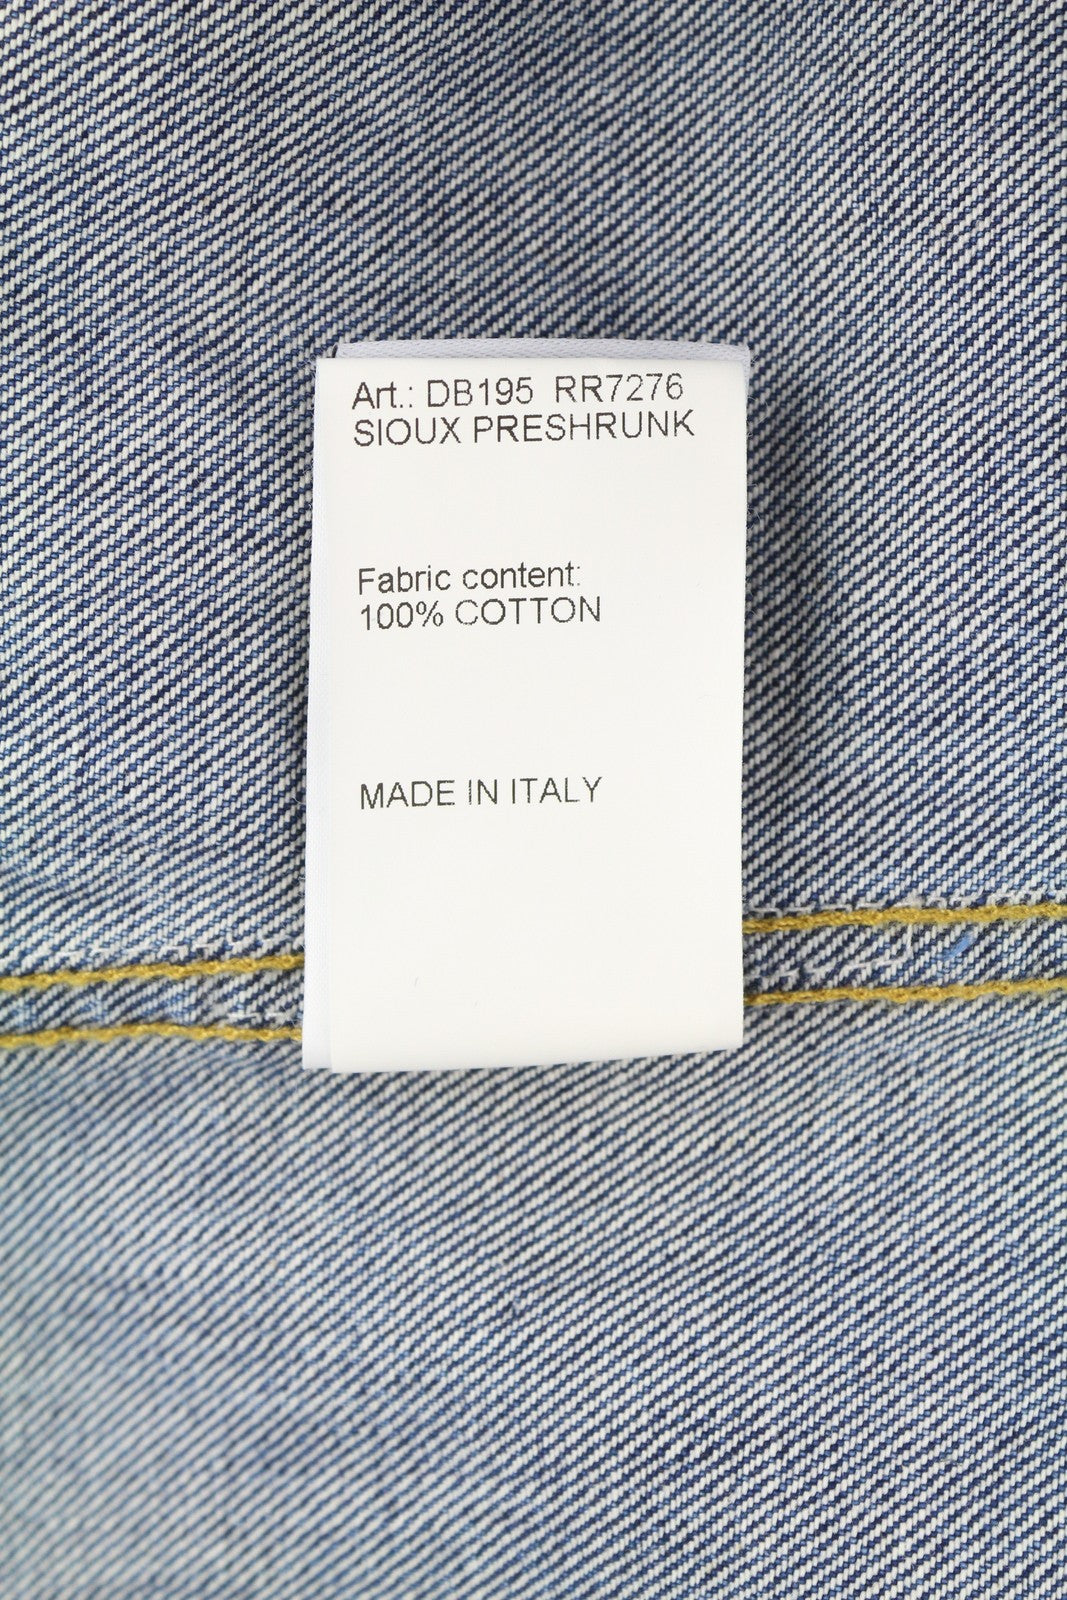 Art.: DB195 RR7276
SIOUX PRESHRUNK
Fabric content:
100% COTTON
MADE IN ITALY